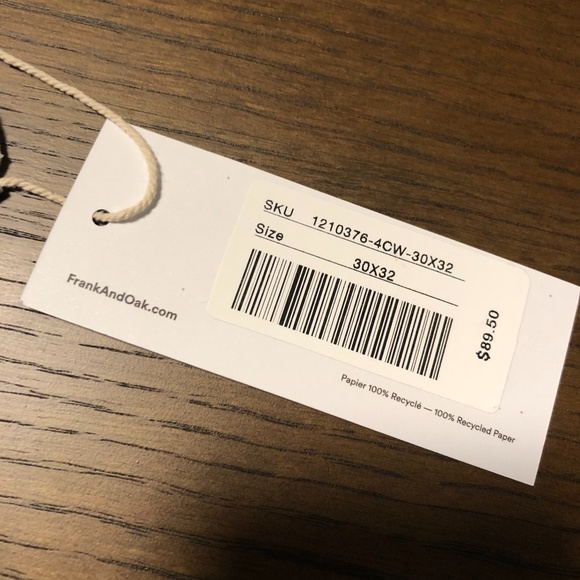 SKU 1210376-4CW-30X32
Size 30X32
$89.50
FrankAndOak.com
Papier 100% Recyclé — 100% Recycled Paper